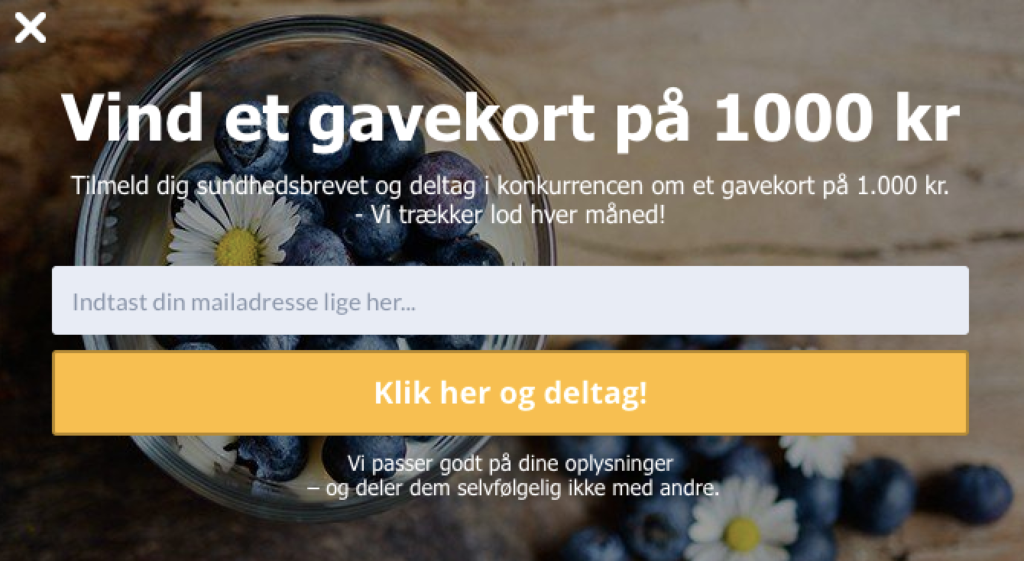 Vind et gavekort på 1000 kr
Tilmeld dig sundhedsbrevet og deltag i konkurrencen om et gavekort på 1.000 kr.
- Vi trækker lod hver måned!
Indtast din mailadresse lige her...
Klik her og deltag!
Vi passer godt på dine oplysninger
– og deler dem selvfølgelig ikke med andre.